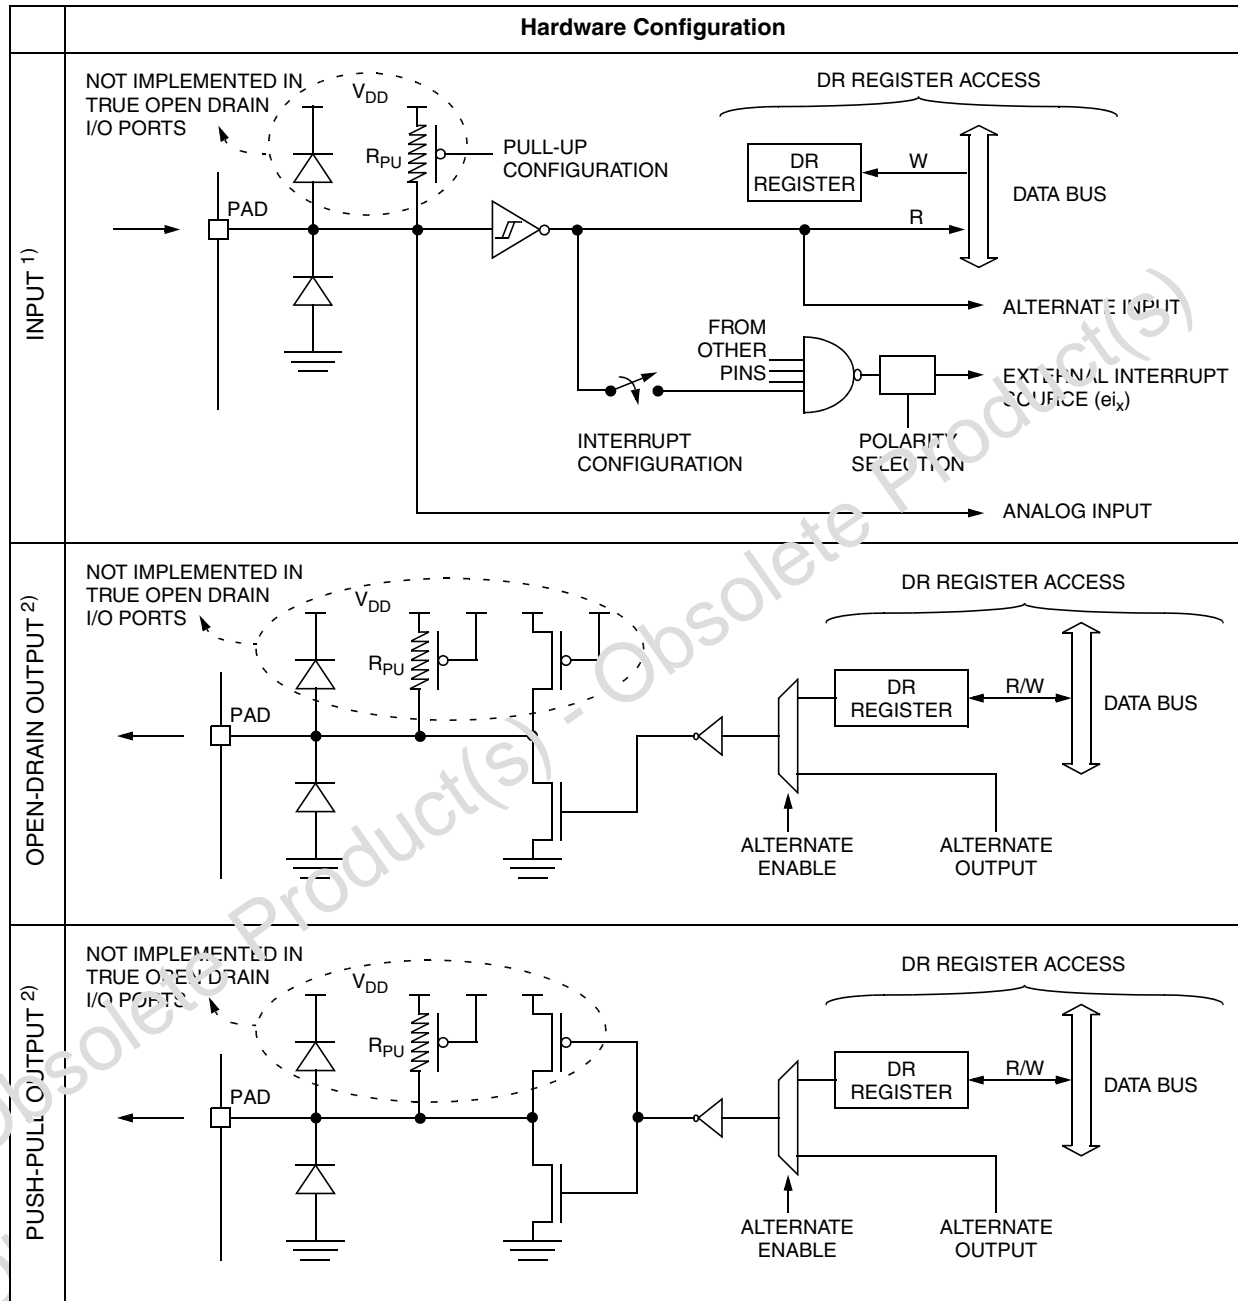 Hardware Configuration
INPUT 1)
NOT IMPLEMENTED IN
TRUE OPEN DRAIN
I/O PORTS
VDD
RPU
PULL-UP
CONFIGURATION
PAD
DR REGISTER ACCESS
DR
REGISTER
W
R
DATA BUS
ALTERNATE INPUT
FROM
OTHER
PINS
EXTERNAL INTERRUPT
SOURCE (eix)
INTERRUPT
CONFIGURATION
POLARITY
SELECTION
ANALOG INPUT
OPEN-DRAIN OUTPUT 2)
NOT IMPLEMENTED IN
TRUE OPEN DRAIN
I/O PORTS
VDD
RPU
PAD
DR REGISTER ACCESS
DR
REGISTER
R/W
DATA BUS
ALTERNATE
ENABLE
ALTERNATE
OUTPUT
PUSH-PULL OUTPUT 2)
NOT IMPLEMENTED IN
TRUE OPEN DRAIN
I/O PORTS
VDD
RPU
PAD
DR REGISTER ACCESS
DR
REGISTER
R/W
DATA BUS
ALTERNATE
ENABLE
ALTERNATE
OUTPUT
Obsolete Product(s) - Obsolete Product(s)